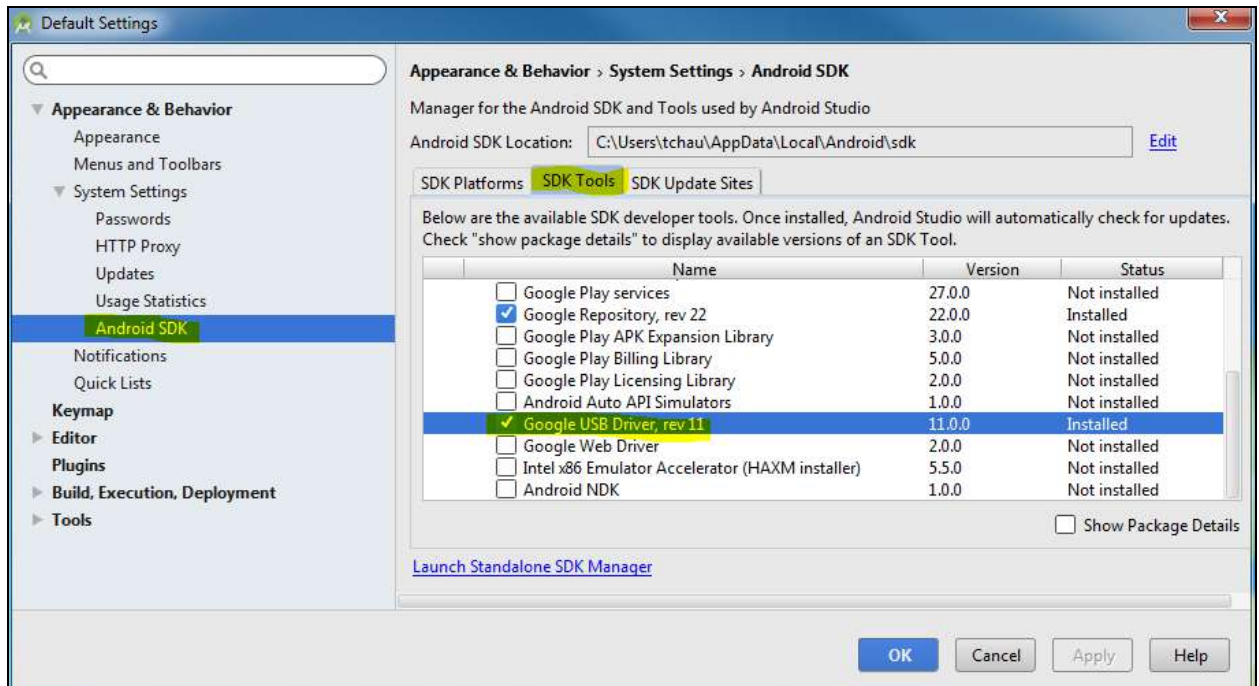 Default Settings
Appearance & Behavior › System Settings › Android SDK
Appearance & Behavior
Appearance
Menus and Toolbars
System Settings
Passwords
HTTP Proxy
Updates
Usage Statistics
Android SDK
Notifications
Quick Lists
Keymap
Editor
Plugins
Build, Execution, Deployment
Tools
Manager for the Android SDK and Tools used by Android Studio
Android SDK Location: C:\Users\tchau\AppData\Local\Android\sdk Edit
SDK Platforms SDK Tools SDK Update Sites
Below are the available SDK developer tools. Once installed, Android Studio will automatically check for updates.
Check "show package details" to display available versions of an SDK Tool.
Name Version Status
Google Play services 27.0.0 Not installed
Google Repository, rev 22 22.0.0 Installed
Google Play APK Expansion Library 3.0.0 Not installed
Google Play Billing Library 5.0.0 Not installed
Google Play Licensing Library 2.0.0 Not installed
Android Auto API Simulators 1.0.0 Not installed
Google USB Driver, rev 11 11.0.0 Installed
Google Web Driver 2.0.0 Not installed
Intel x86 Emulator Accelerator (HAXM installer) 5.5.0 Not installed
Android NDK 1.0.0 Not installed
Show Package Details
Launch Standalone SDK Manager
OK Cancel Apply Help